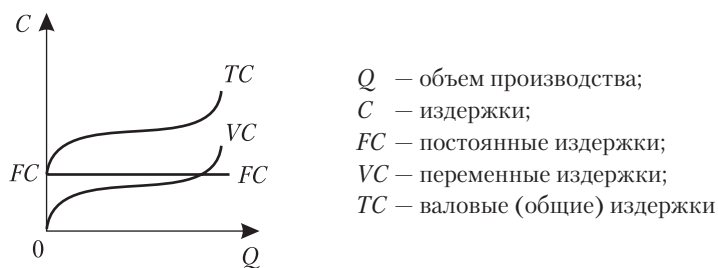 C
TC
VC
FC
FC
0
Q
Q – объем производства;
C – издержки;
FC – постоянные издержки;
VC – переменные издержки;
TC – валовые (общие) издержки